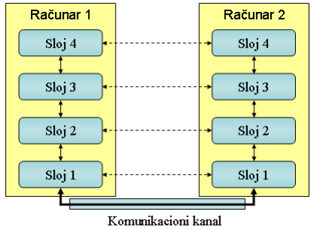 Računar 1
Računar 2
Sloj 4
Sloj 4
Sloj 3
Sloj 3
Sloj 2
Sloj 2
Sloj 1
Sloj 1
Komunikacioni kanal